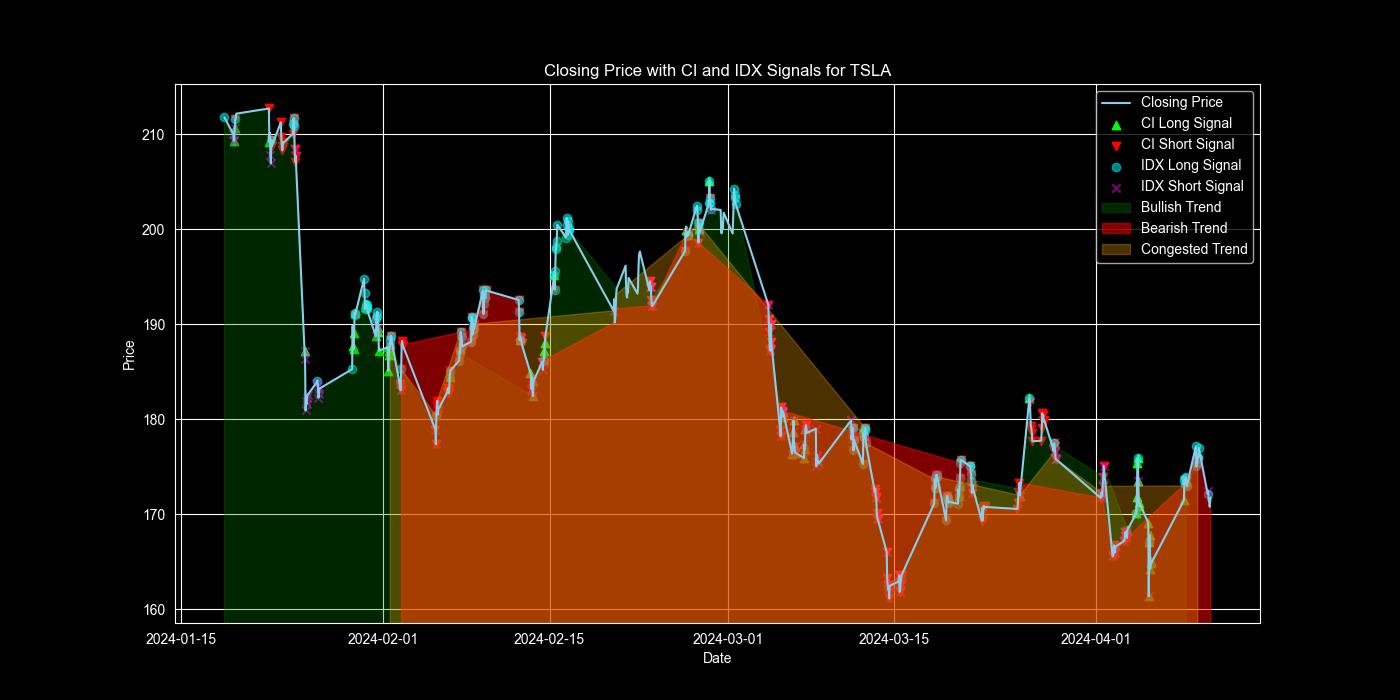 Closing Price with CI and IDX Signals for TSLA
Closing Price
CI Long Signal
CI Short Signal
IDX Long Signal
IDX Short Signal
Bullish Trend
Bearish Trend
Congested Trend
Price
210
200
190
180
170
160
2024-01-15
2024-02-01
2024-02-15
2024-03-01
2024-03-15
2024-04-01
Date